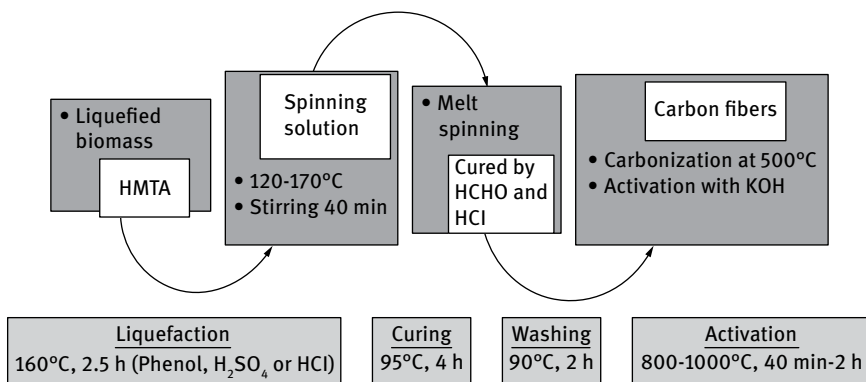 • Liquefied
biomass
HMTA
Spinning
solution
• 120-170°C
• Stirring 40 min
• Melt
spinning
Cured by
HCHO and
HCI
Carbon fibers
• Carbonization at 500°C
• Activation with KOH
Liquefaction
160°C, 2.5 h (Phenol, H₂SO₄ or HCI)
Curing
95°C, 4 h
Washing
90°C, 2 h
Activation
800-1000°C, 40 min-2 h